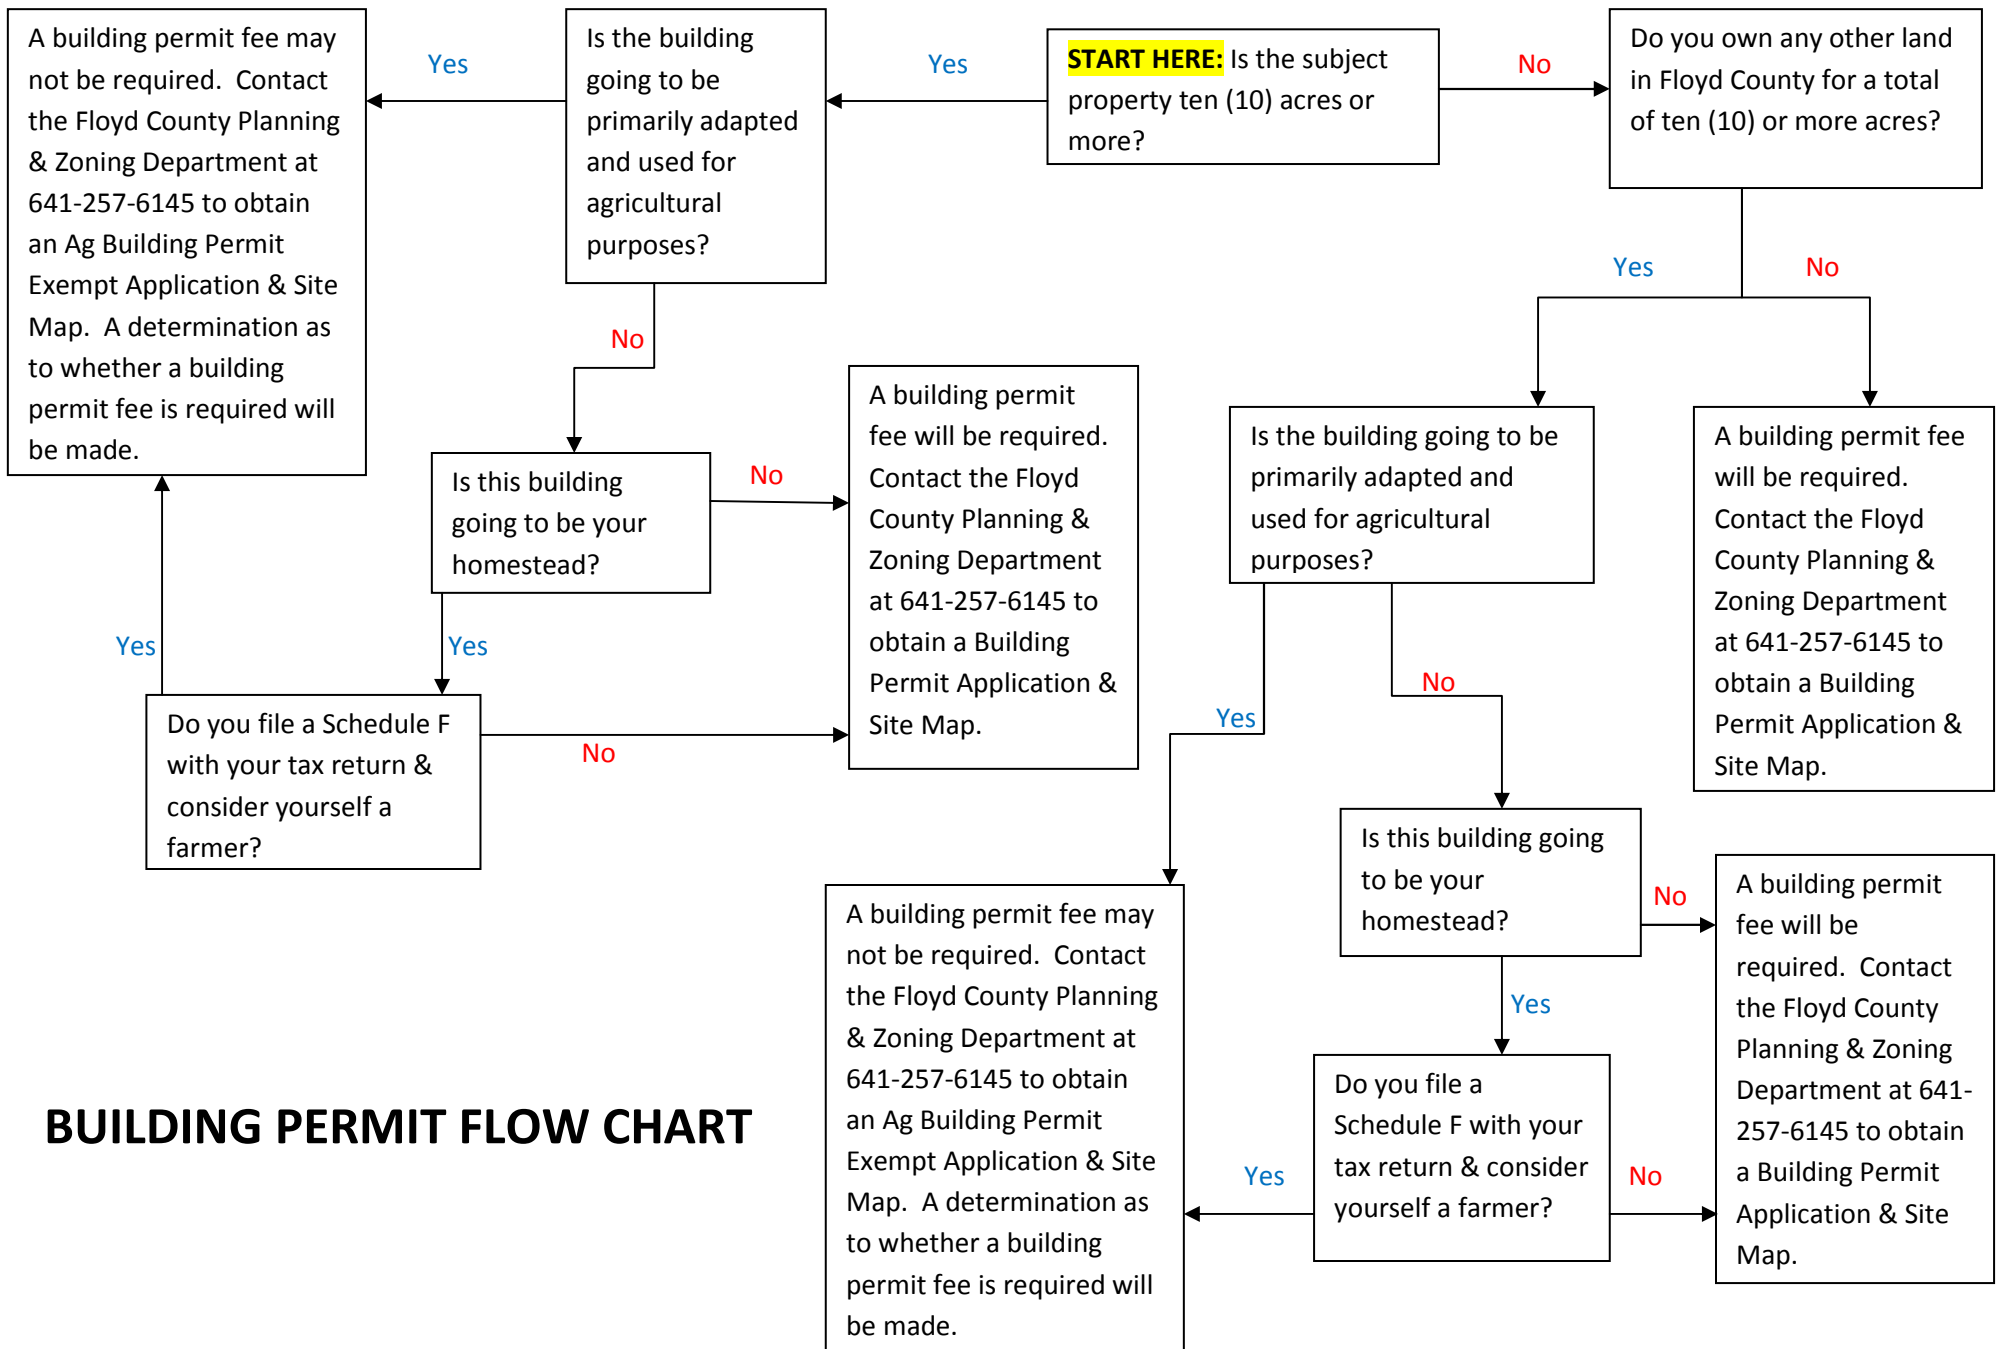 START HERE: Is the subject
property ten (10) acres or
more?
Yes
Is the building
going to be
primarily adapted
and used for
agricultural
purposes?
Yes
A building permit fee may
not be required.  Contact
the Floyd County Planning
& Zoning Department at
641-257-6145 to obtain
an Ag Building Permit
Exempt Application & Site
Map.  A determination as
to whether a building
permit fee is required will
be made.
No
Is this building
going to be your
homestead?
No
A building permit
fee will be required.
Contact the Floyd
County Planning &
Zoning Department
at 641-257-6145 to
obtain a Building
Permit Application &
Site Map.
Yes
Do you file a Schedule F
with your tax return &
consider yourself a
farmer?
Yes
No
No
Do you own any other land
in Floyd County for a total
of ten (10) or more acres?
Yes
No
Is the building going to be
primarily adapted and
used for agricultural
purposes?
A building permit fee
will be required.
Contact the Floyd
County Planning &
Zoning Department
at 641-257-6145 to
obtain a Building
Permit Application &
Site Map.
Yes
No
Is this building going
to be your
homestead?
No
A building permit
fee will be
required.  Contact
the Floyd County
Planning & Zoning
Department at 641-
257-6145 to obtain
a Building Permit
Application & Site
Map.
Yes
Do you file a
Schedule F with your
tax return & consider
yourself a farmer?
Yes
No
A building permit fee may
not be required.  Contact
the Floyd County Planning
& Zoning Department at
641-257-6145 to obtain
an Ag Building Permit
Exempt Application & Site
Map.  A determination as
to whether a building
permit fee is required will
be made.
BUILDING PERMIT FLOW CHART